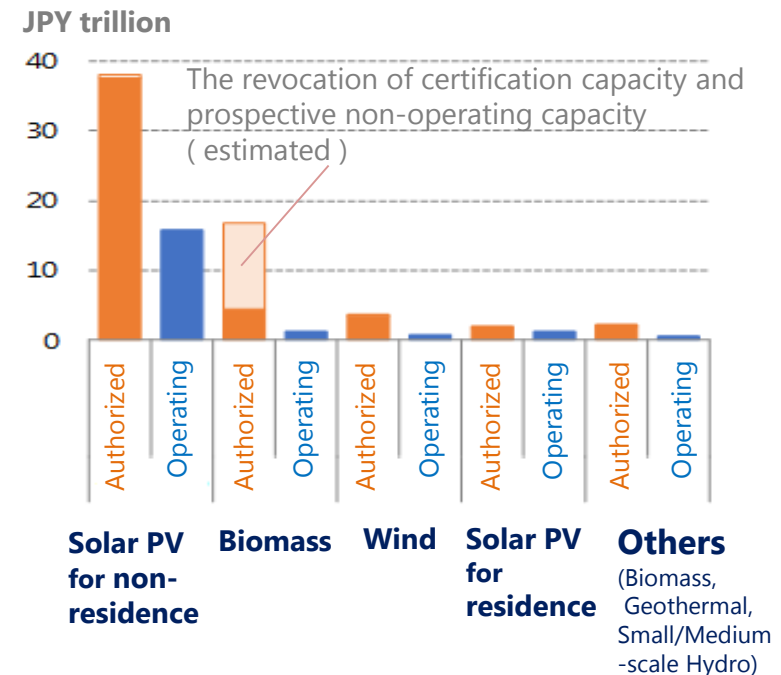 JPY trillion
40
The revocation of certification capacity and
prospective non-operating capacity
30
( estimated )
20
10
0
Authorized
Operating
Authorized
Operating
Authorized
Operating
Authorized
Operating
Authorized
Operating
Solar PV
for non-
residence
Biomass
Wind
Solar PV
for
residence
Others
(Biomass,
Geothermal,
Small/Medium
-scale Hydro)